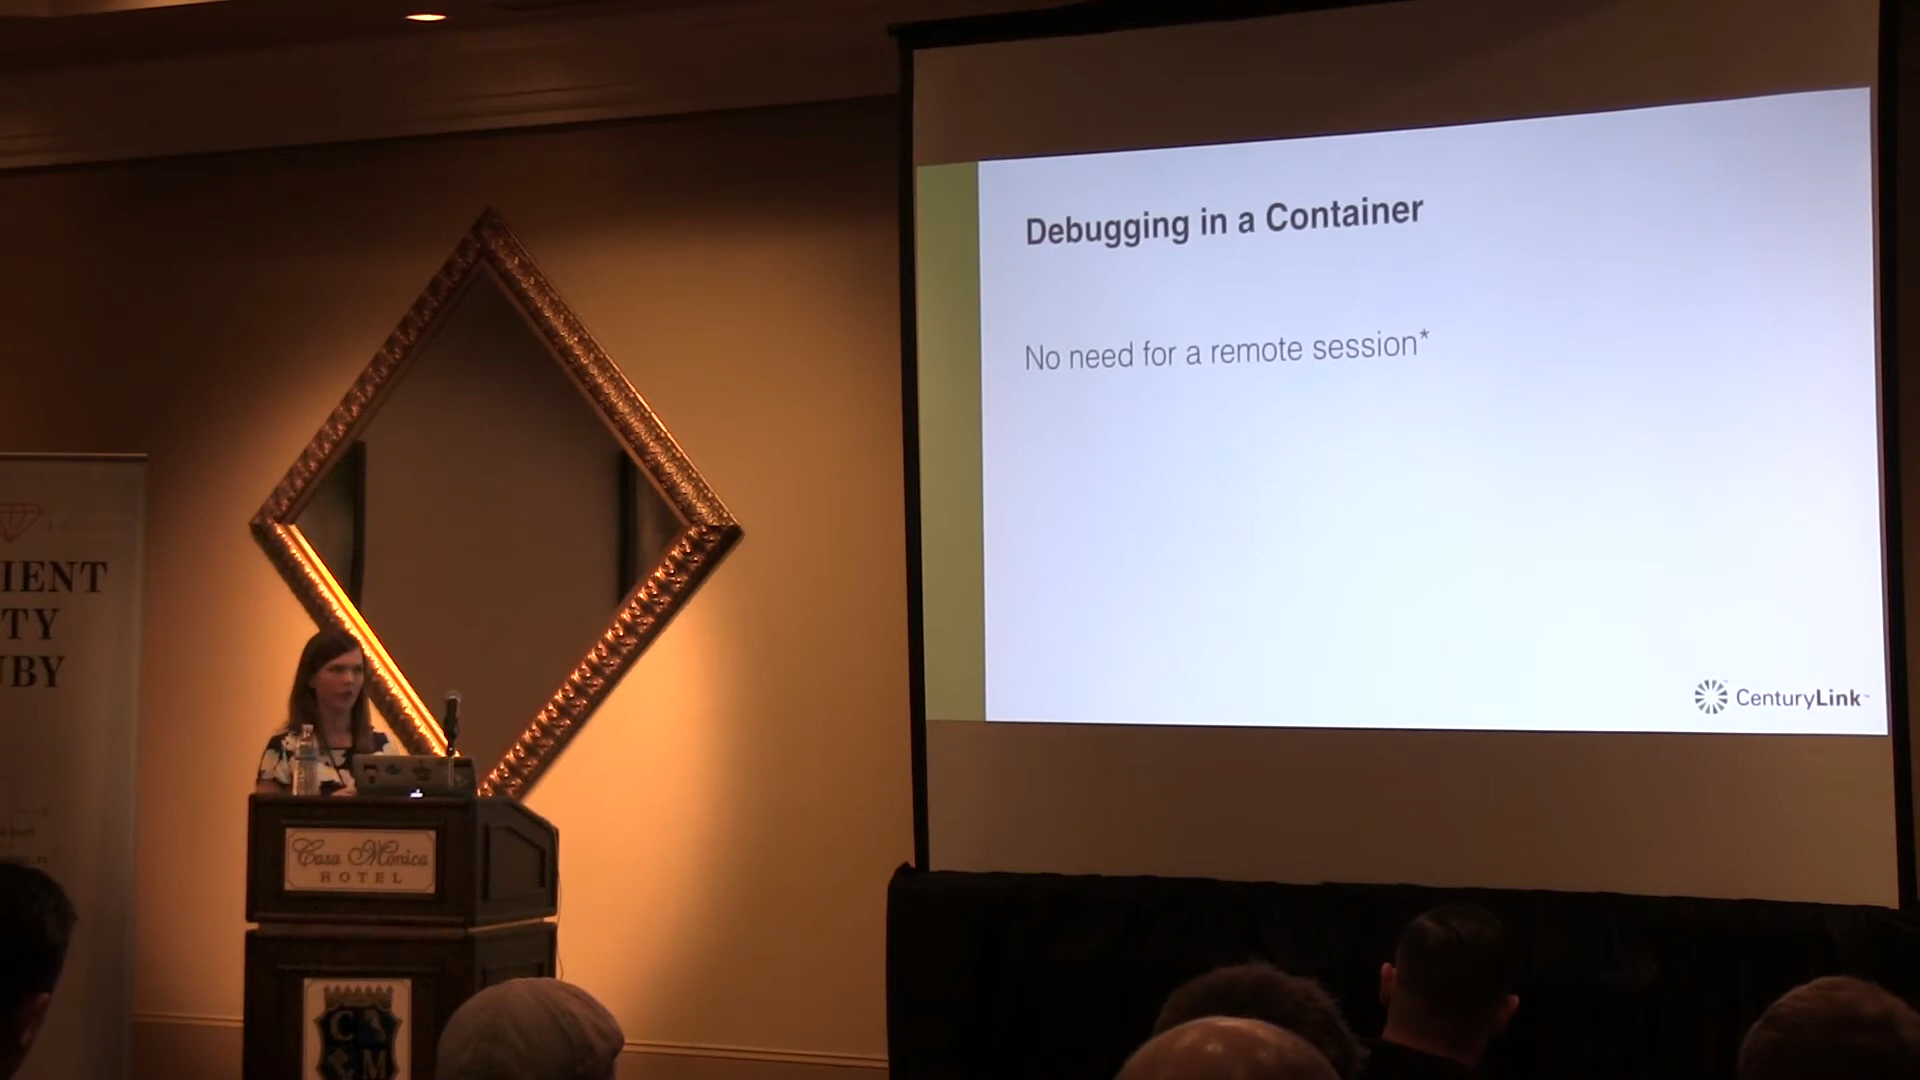 Debugging in a Container
No need for a remote session*
CenturyLink
IENT
TY
UBY
Casa Monica
HOTEL
C
M